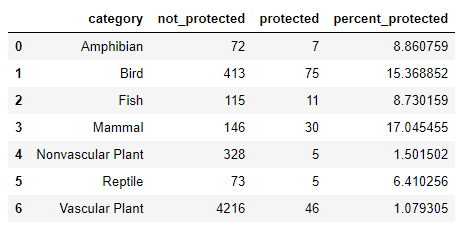 category not_protected protected percent_protected
0 Amphibian 72 7 8.860759
1 Bird 413 75 15.368852
2 Fish 115 11 8.730159
3 Mammal 146 30 17.045455
4 Nonvascular Plant 328 5 1.501502
5 Reptile 73 5 6.410256
6 Vascular Plant 4216 46 1.079305